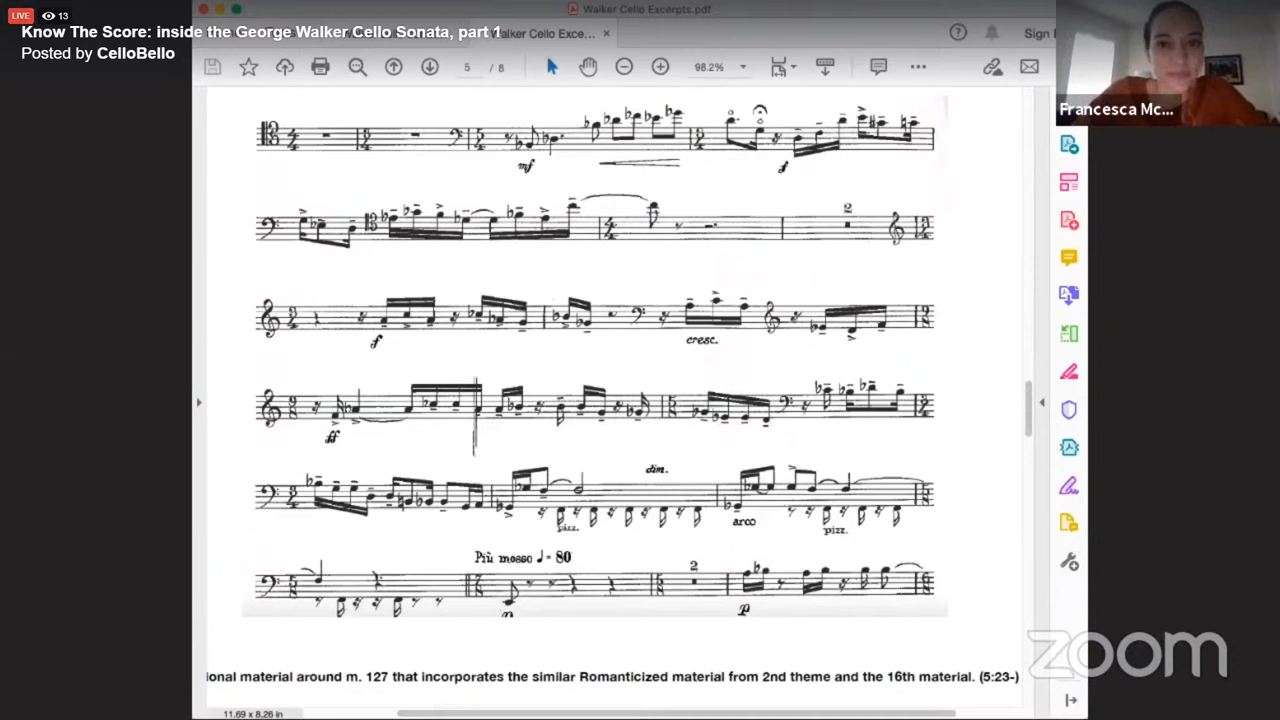 LIVE 13
Know The Score: inside the George Walker Cello Sonata, part 1
Posted by CelloBello
Walker Cello Excerpts.pdf
alker Cello Exce...
Sign I
5 / 8
98.2%
Francesca Mc...
mf
f
2
f
cresc.
ff
dim.
pizz.
arco
pizz.
Più mosso ♩= 80
2
p
p
zoom
ional material around m. 127 that incorporates the similar Romanticized material from 2nd theme and the 16th material. (5:23-)
11.69 x 8.26 in